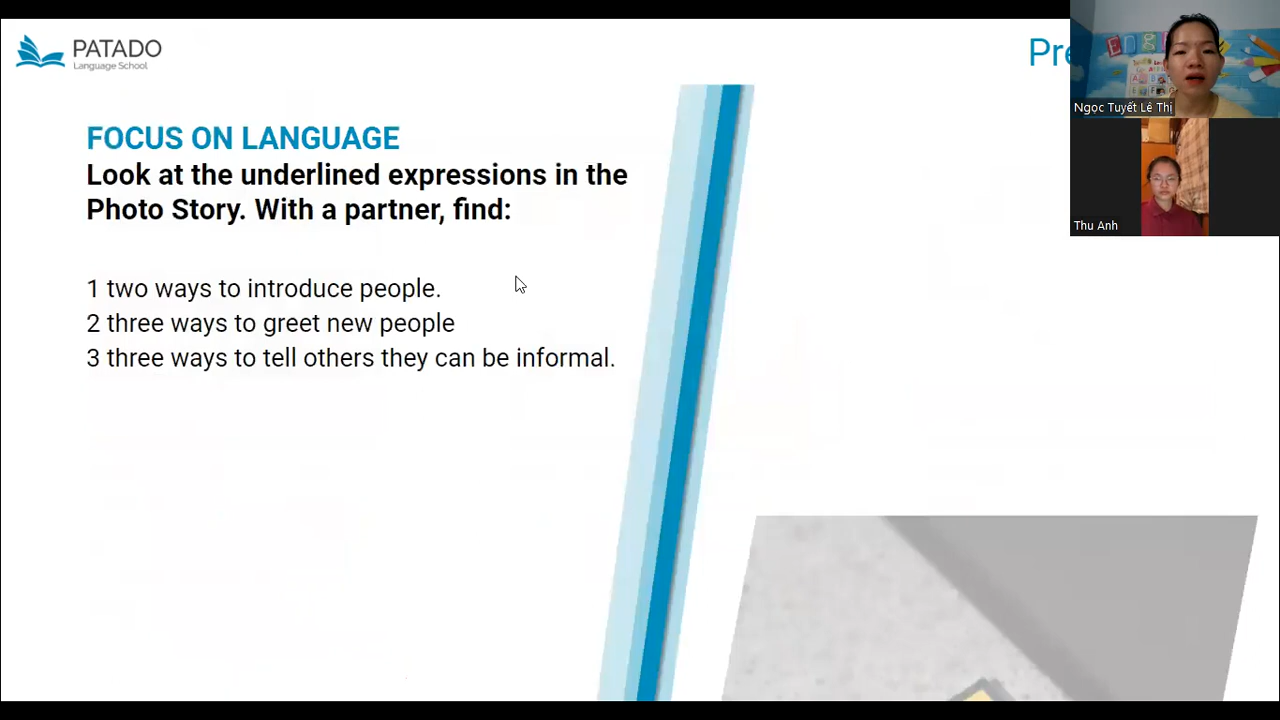 PATADO
Language School
Pre
FOCUS ON LANGUAGE
Look at the underlined expressions in the
Photo Story. With a partner, find:
1 two ways to introduce people.
2 three ways to greet new people
3 three ways to tell others they can be informal.
Ngọc Tuyết Lê Thị
Thu Anh